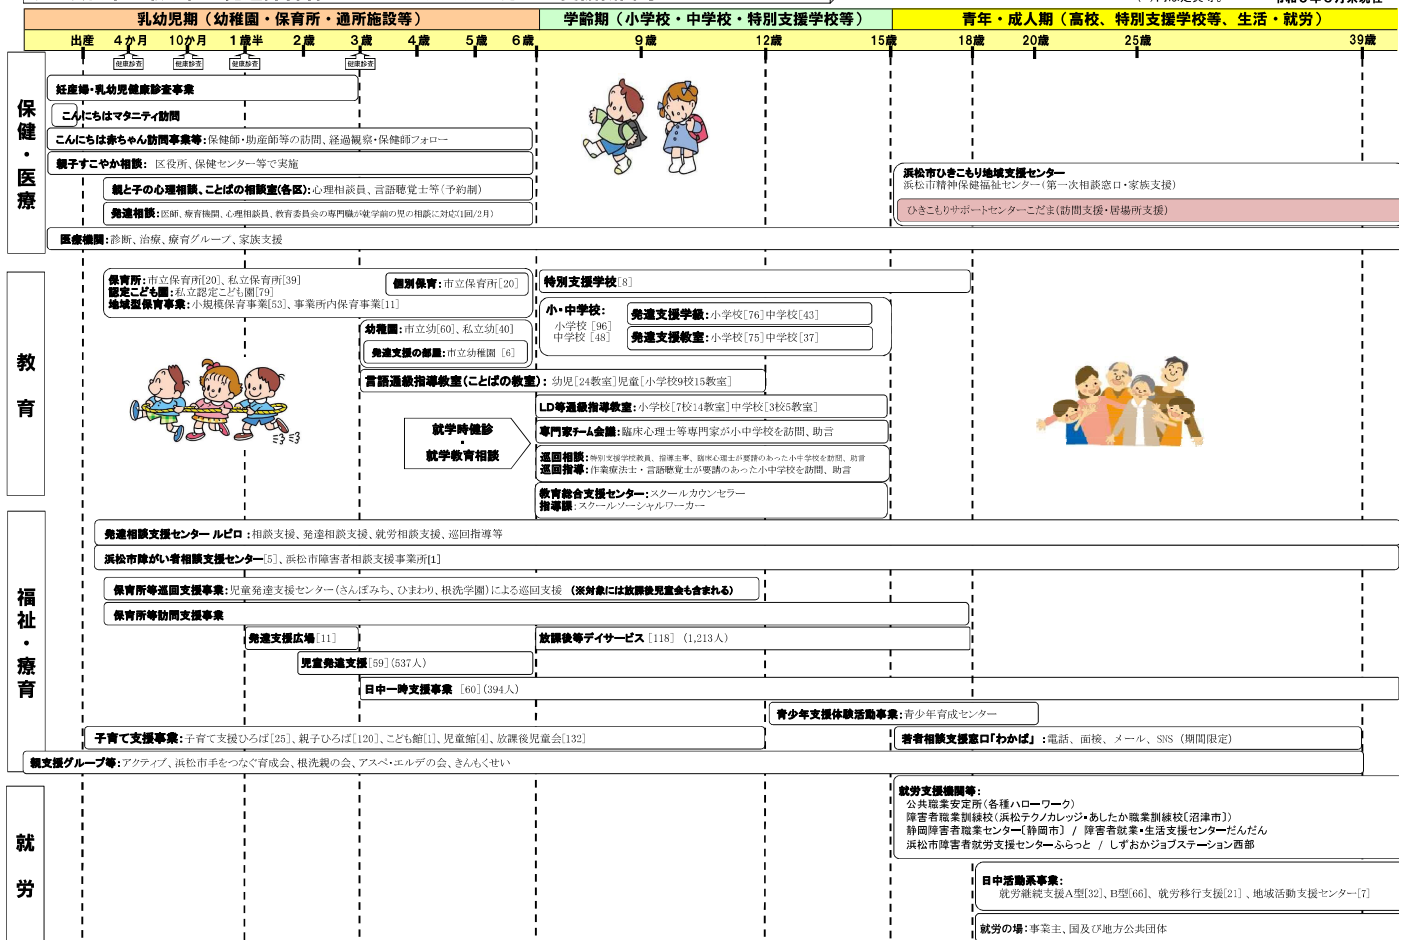 乳幼児期（幼稚園・保育所・通所施設等）
学齢期（小学校・中学校・特別支援学校等）
青年・成人期（高校、特別支援学校等、生活・就労）
出産 4か月 10か月 1歳半 2歳 3歳 4歳 5歳 6歳 9歳 12歳 15歳 18歳 20歳 25歳 39歳
健康診査 健康診査 健康診査 健康診査
保健・医療
妊産婦・乳幼児健康診査事業
こんにちはマタニティ訪問
こんにちは赤ちゃん訪問事業等：保健師・助産師等の訪問、経過観察・保健師フォロー
親子すこやか相談： 区役所、保健センター等で実施
親と子の心理相談、ことばの相談室(各区)：心理相談員、言語聴覚士等（予約制）
発達相談：医師、療育機関、心理相談員、教育委員会の専門職が就学前の児の相談に対応(1回/2月)
医療機関：診断、治療、療育グループ、家族支援
浜松市ひきこもり地域支援センター
浜松市精神保健福祉センター（第一次相談窓口・家族支援）
ひきこもりサポートセンターこだま（訪問支援・居場所支援）
教育
保育所：市立保育所[20]、私立保育所[39]
認定こども園：私立認定こども園[79]
地域型保育事業：小規模保育事業[53]、事業所内保育事業[11]
個別保育：市立保育所[20]
幼稚園：市立幼[60]、私立幼[40]
発達支援の部屋：市立幼稚園 [6]
言語通級指導教室(ことばの教室)： 幼児[24教室]児童[小学校9校15教室]
特別支援学校[8]
小・中学校：
小学校 [96]
中学校 [48]
発達支援学級：小学校[76]中学校[43]
発達支援教室：小学校[75]中学校[37]
LD等通級指導教室：小学校[7校14教室]中学校[3校5教室]
就学時健診
・
就学教育相談
専門家チーム会議：臨床心理士等専門家が小中学校を訪問、助言
巡回相談：特別支援学校教員、指導主事、臨床心理士が要請のあった小中学校を訪問、助言
巡回指導：作業療法士・言語聴覚士が要請のあった小中学校を訪問、助言
教育総合支援センター：スクールカウンセラー
指導課：スクールソーシャルワーカー
福祉・療育
発達相談支援センター ルピロ：相談支援、発達相談支援、就労相談支援、巡回指導等
浜松市障がい者相談支援センター[5]、浜松市障害者相談支援事業所[1]
保育所等巡回支援事業：児童発達支援センター（さんぽみち、ひまわり、根洗学園）による巡回支援 （※対象には放課後児童会も含まれる）
保育所等訪問支援事業
発達支援広場[11]
放課後等デイサービス [118] (1,213人)
児童発達支援[59] (537人)
日中一時支援事業 [60] (394人)
青少年支援体験活動事業：青少年育成センター
子育て支援事業：子育て支援ひろば[25]、親子ひろば[120]、こども館[1]、児童館[4]、放課後児童会[132]
若者相談支援窓口「わかば」：電話、面接、メール、SNS（期間限定）
親支援グループ等：アクティブ、浜松市手をつなぐ育成会、根洗親の会、アスペ・エルデの会、きんもくせい
就労
就労支援機関等：
公共職業安定所（各種ハローワーク）
障害者職業訓練校（浜松テクノカレッジ・あしたか職業訓練校〔沼津市〕）
静岡障害者職業センター〔静岡市〕 / 障害者就業・生活支援センターだんだん
浜松市障害者就労支援センターふらっと / しずおかジョブステーション西部
日中活動系事業：
就労継続支援A型[32]、B型[66]、就労移行支援[21]、地域活動支援センター[7]
就労の場：事業主、国及び地方公共団体